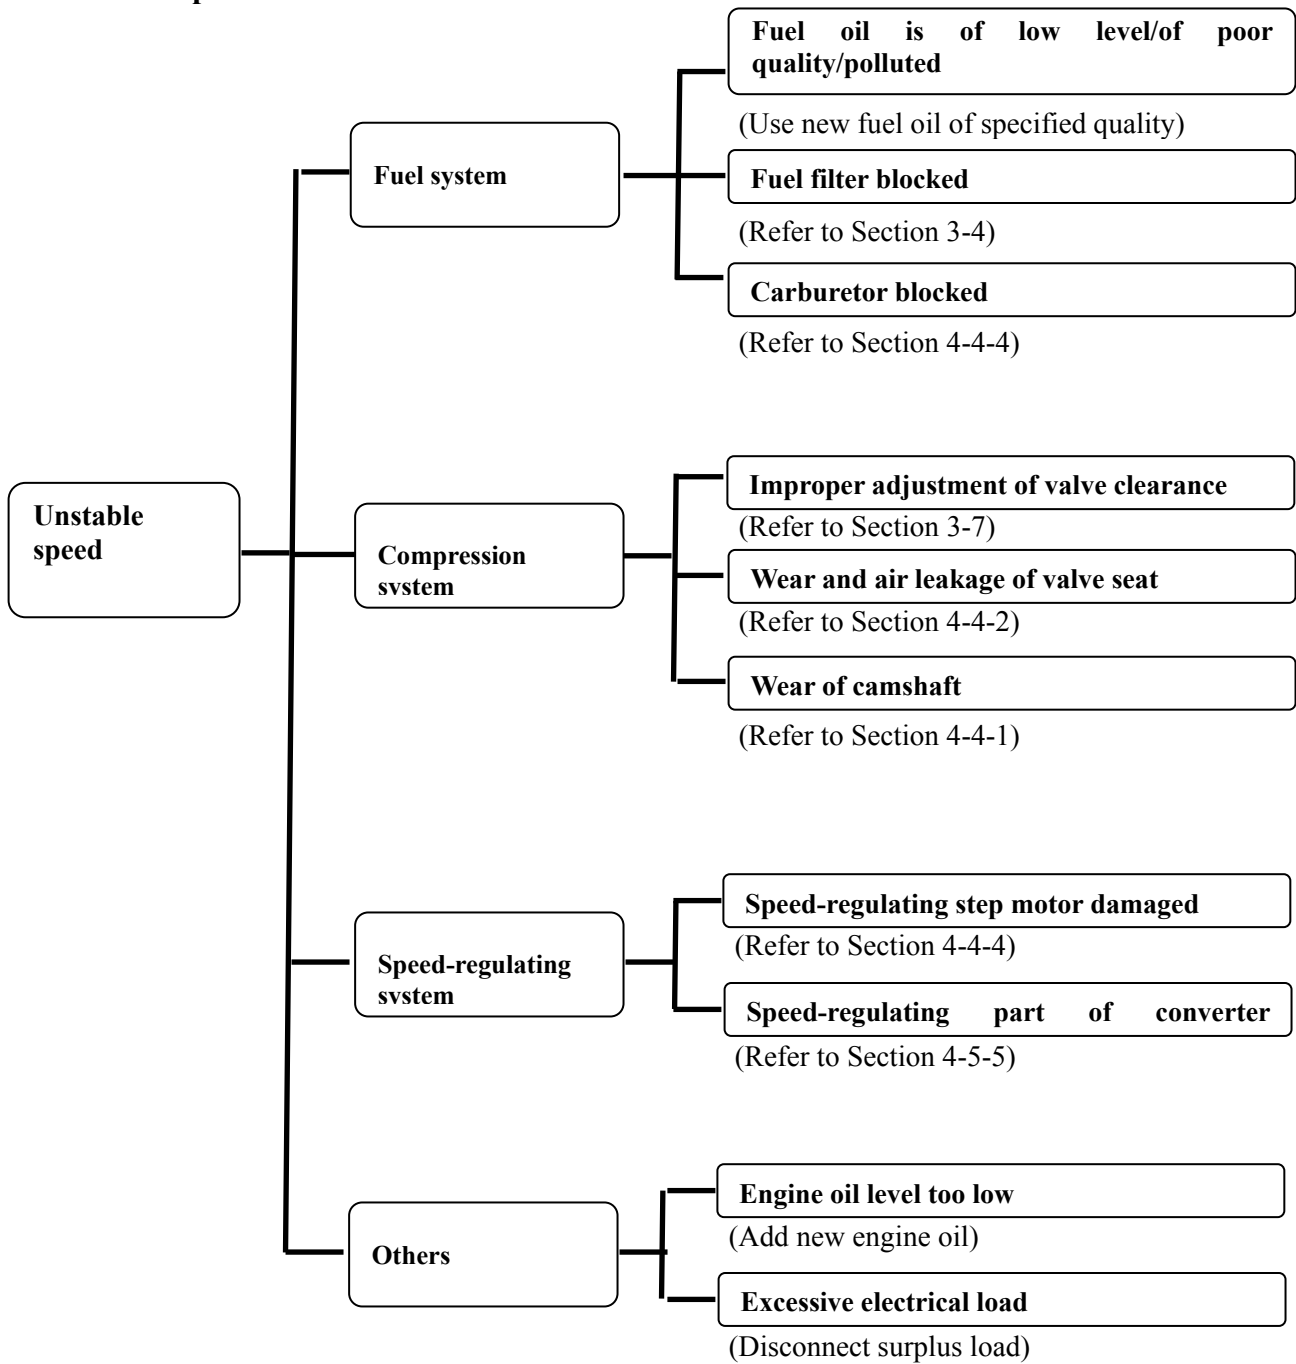 Fuel oil is of low level/of poor
quality/polluted
(Use new fuel oil of specified quality)
Fuel system
Fuel filter blocked
(Refer to Section 3-4)
Carburetor blocked
(Refer to Section 4-4-4)
Unstable
speed
Improper adjustment of valve clearance
(Refer to Section 3-7)
Compression
system
Wear and air leakage of valve seat
(Refer to Section 4-4-2)
Wear of camshaft
(Refer to Section 4-4-1)
Speed-regulating step motor damaged
(Refer to Section 4-4-4)
Speed-regulating
system
Speed-regulating part of converter
(Refer to Section 4-5-5)
Engine oil level too low
(Add new engine oil)
Others
Excessive electrical load
(Disconnect surplus load)